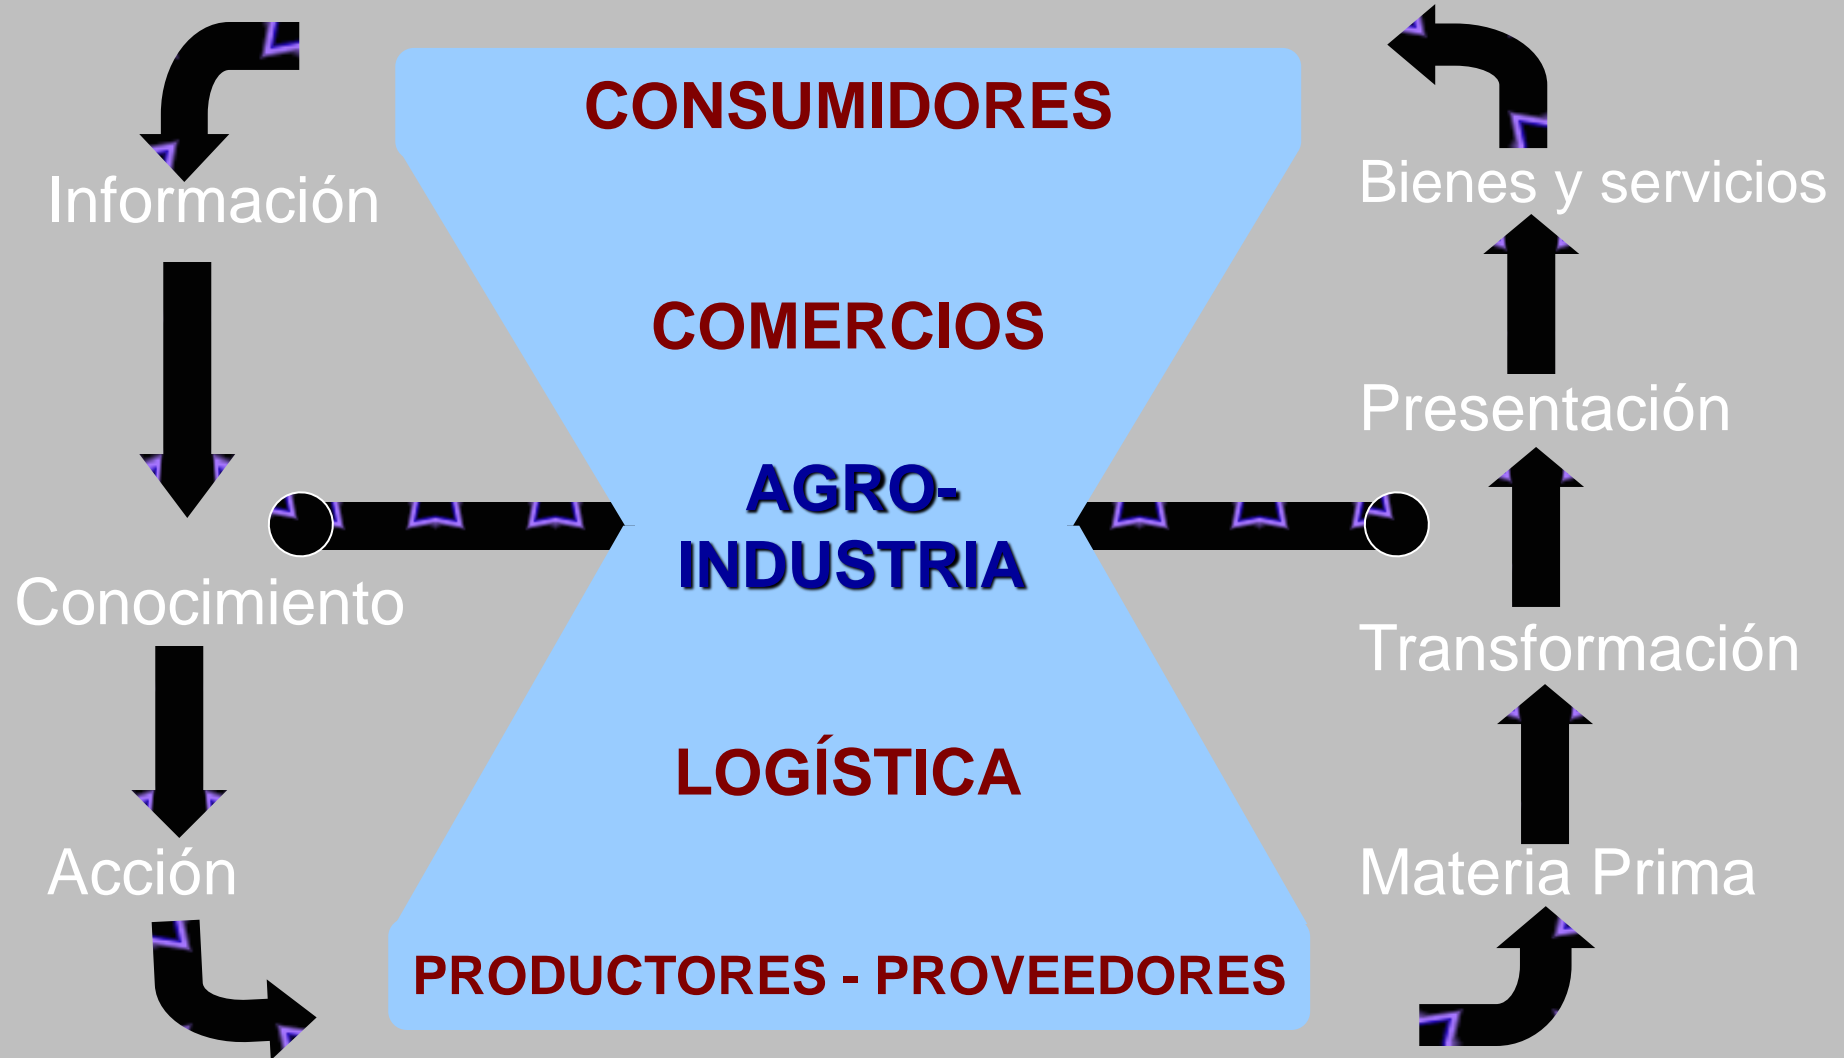 CONSUMIDORES
COMERCIOS
AGRO-
INDUSTRIA
LOGÍSTICA
PRODUCTORES - PROVEEDORES
Información
Conocimiento
Acción
Bienes y servicios
Presentación
Transformación
Materia Prima